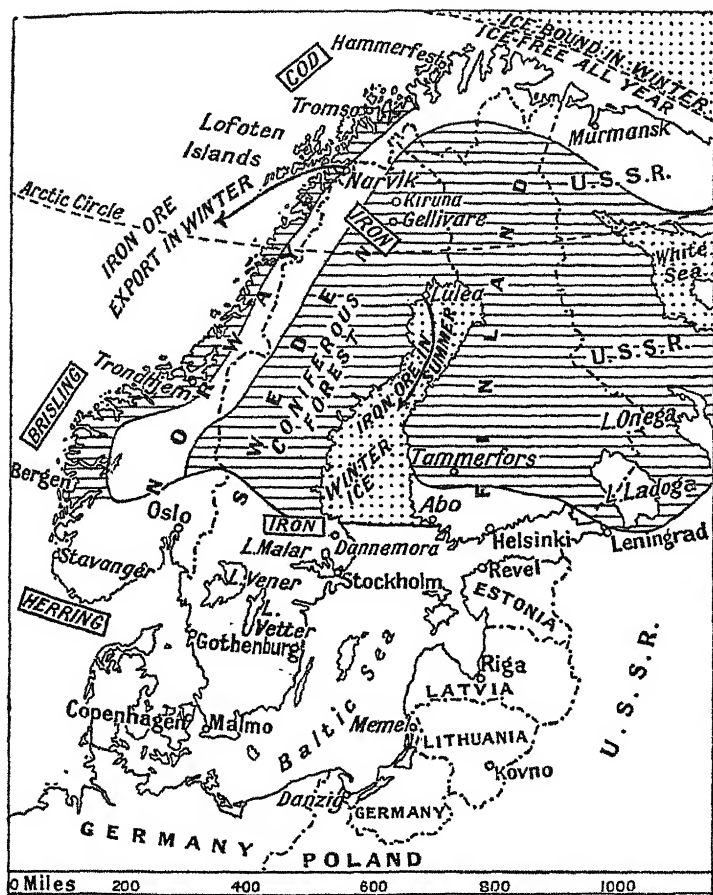 ICE-BOUND-IN-WINTER
ICE-FREE ALL YEAR
Hammerfest
COD
Tromso
Murmansk
Lofoten
Islands
U.S.S.R.
Narvik
Arctic Circle
Kiruna
IRON ORE
EXPORT IN WINTER
IRON
Gellivare
White
Sea
Lulea
NORWAY
SWEDEN
FINLAND
CONIFEROUS
FOREST
IRON ORE IN
SUMMER
U.S.S.R.
Trondhjem
BRISLING
L.Onega
WINTER
ICE
Tammerfors
Bergen
L.Ladoga
Abo
Oslo
IRON
Helsinki
Leningrad
L.Malar
Dannemora
Stavanger
Revel
Stockholm
L.Vener
ESTONIA
HERRING
L.
Vetter
Gothenburg
U.S.S.R.
Riga
LATVIA
Baltic Sea
Copenhagen
Malmo
Memel
LITHUANIA
Kovno
Danzig
GERMANY
GERMANY
POLAND
0 Miles 200 400 600 800 1000